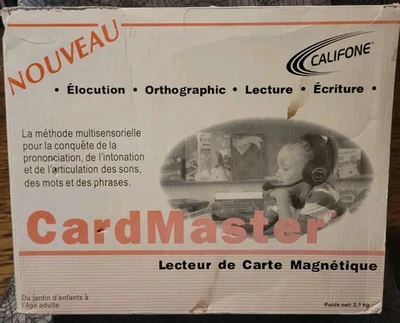 NOUVEAU
CALIFONE®
• Élocution • Orthographic • Lecture • Écriture •
La méthode multisensorielle
pour la conquête de la
prononciation, de l'intonation
et de l'articulation des sons,
des mots et des phrases.
CardMaster
Lecteur de Carte Magnétique
Du jardin d'enfants à
l'âge adulte
Poids net: 2,1 kg